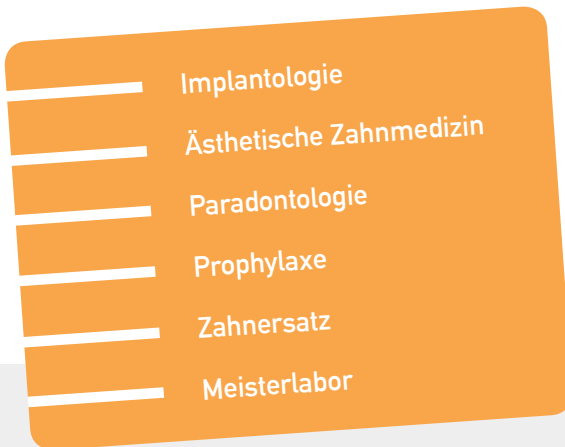 Implantologie
Ästhetische Zahnmedizin
Paradontologie
Prophylaxe
Zahnersatz
Meisterlabor